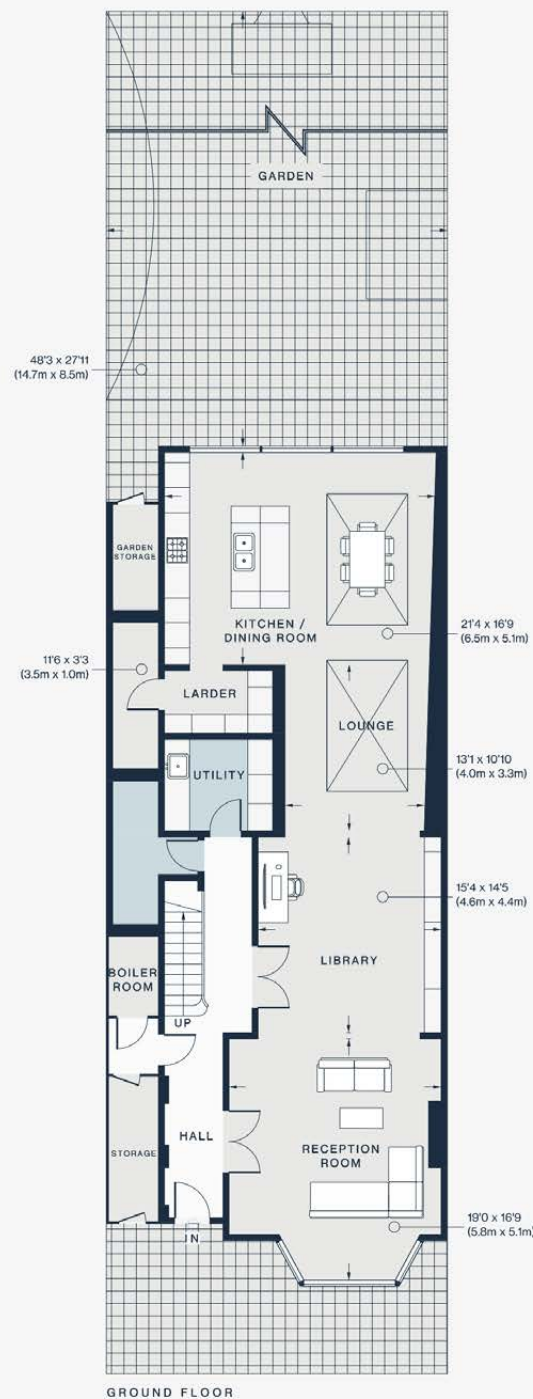 GARDEN
48'3 x 27'11
(14.7m x 8.5m)
GARDEN
STORAGE
KITCHEN /
DINING ROOM
21'4 x 16'9
(6.5m x 5.1m)
11'6 x 3'3
(3.5m x 1.0m)
LARDER
LOUNGE
UTILITY
13'1 x 10'10
(4.0m x 3.3m)
15'4 x 14'5
(4.6m x 4.4m)
LIBRARY
BOILER
ROOM
UP
HALL
STORAGE
RECEPTION
ROOM
19'0 x 16'9
(5.8m x 5.1m)
IN
GROUND FLOOR